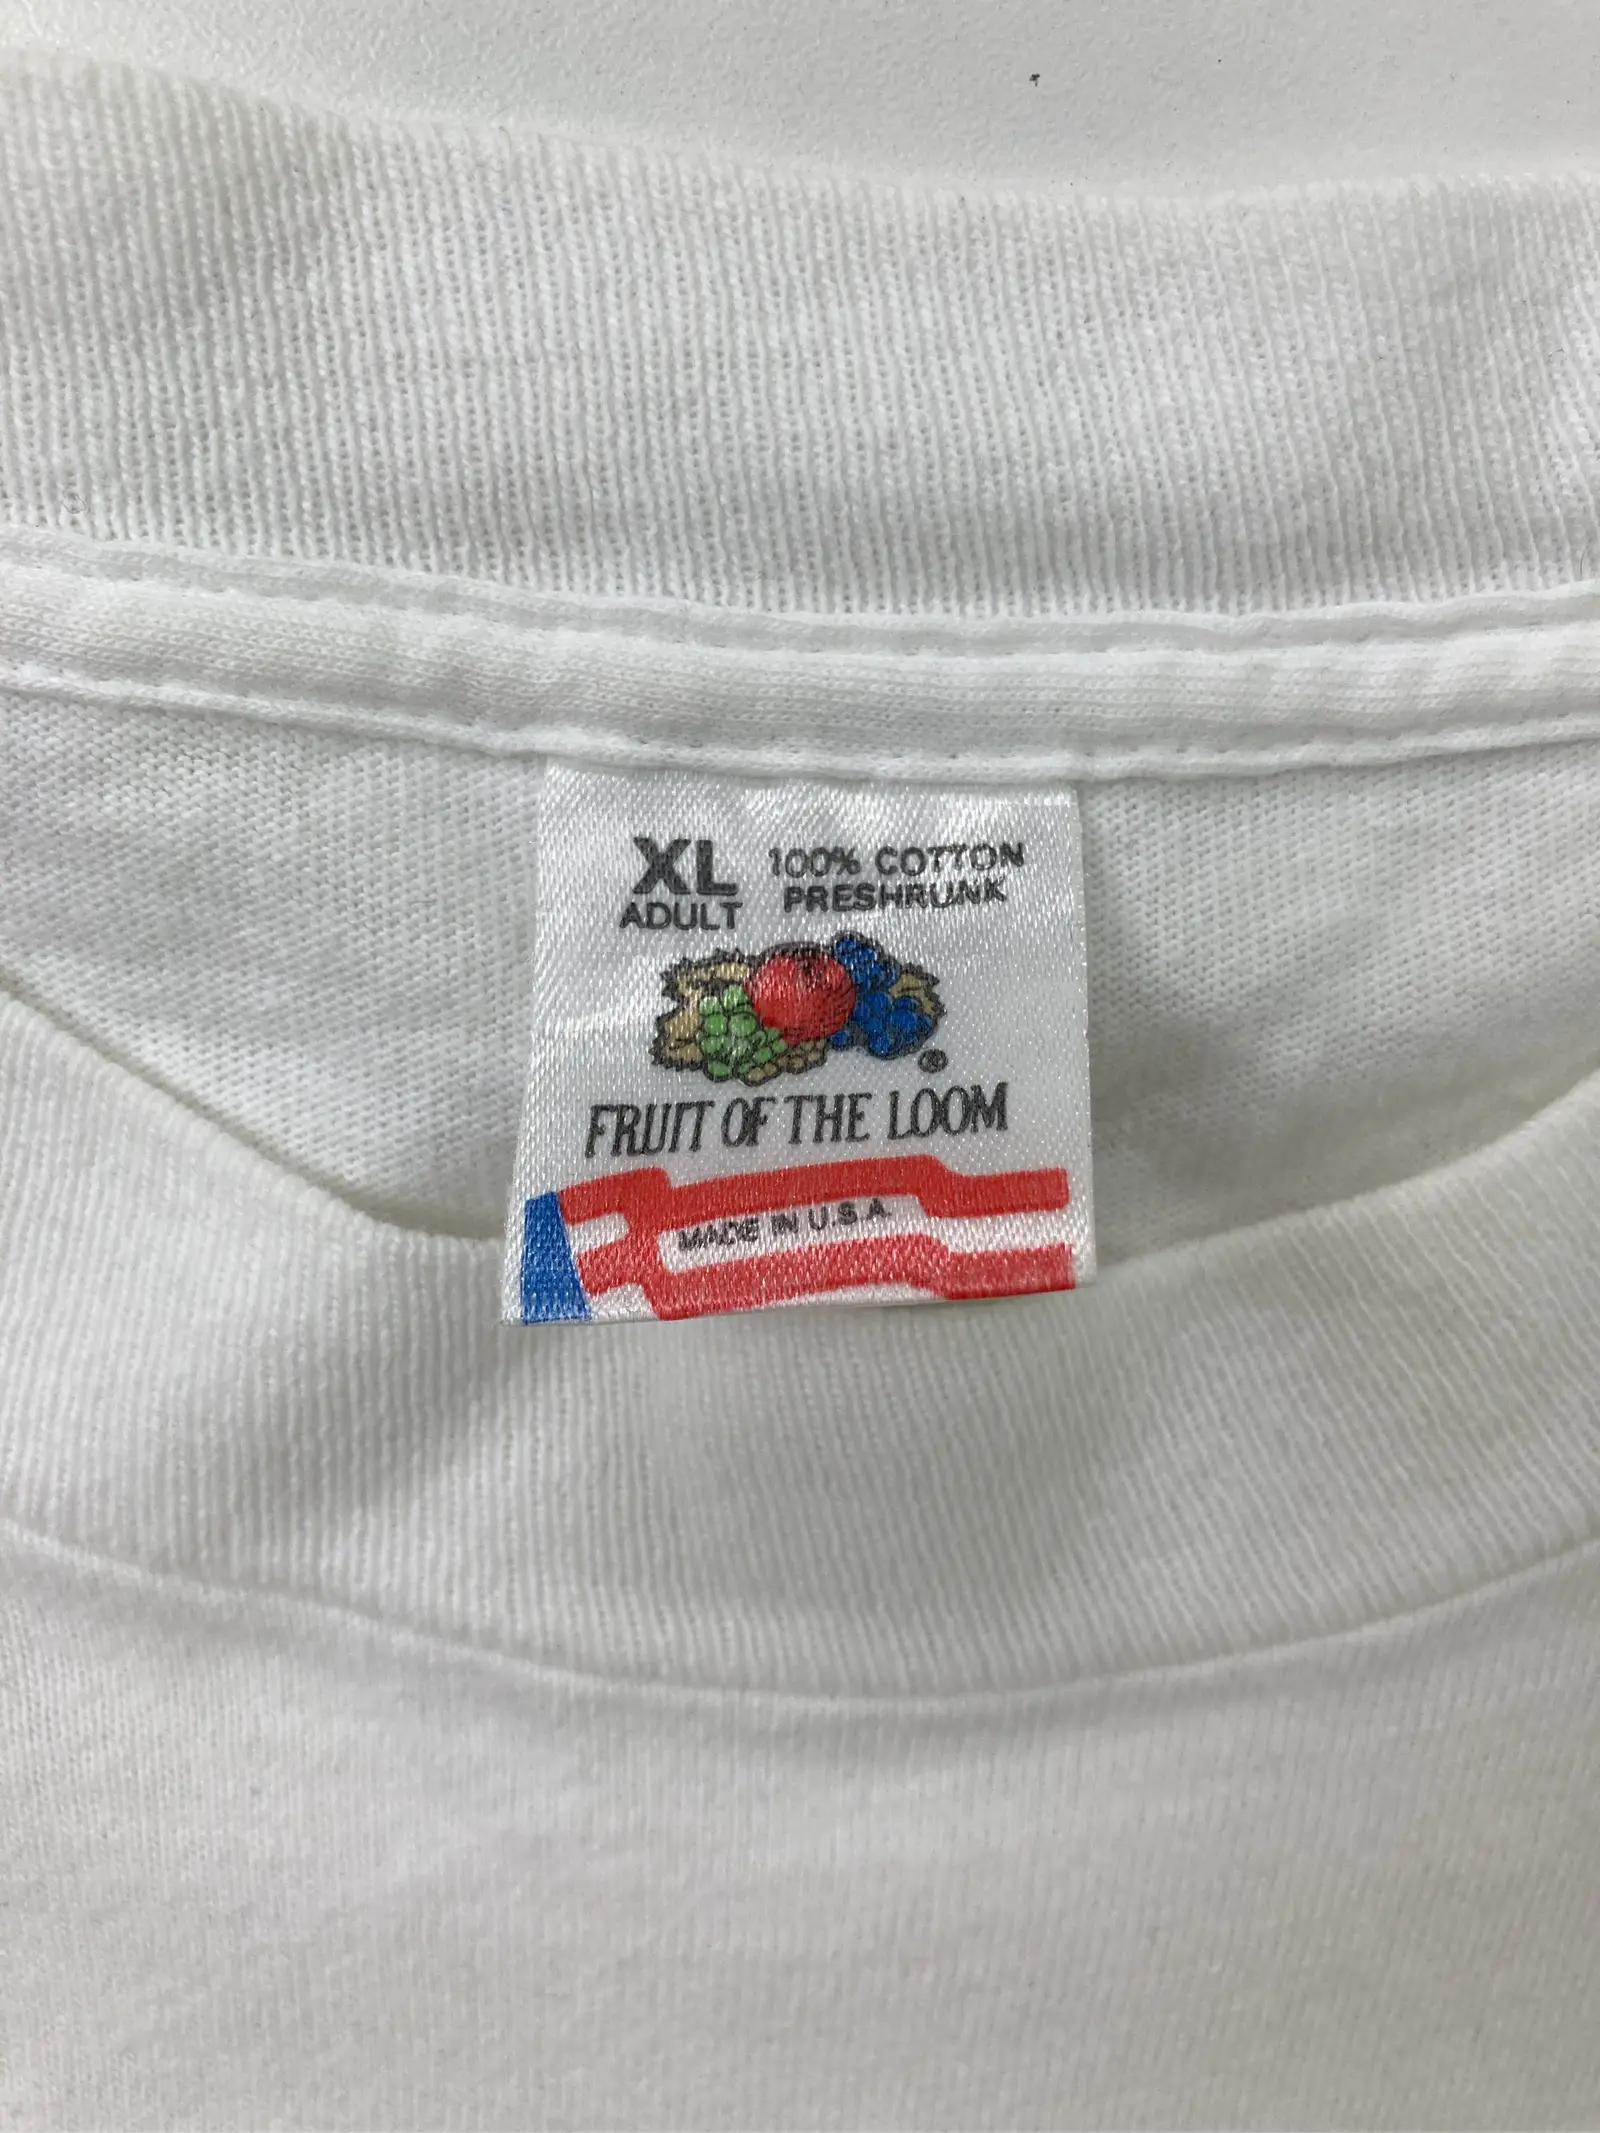 XL 100% COTTON
ADULT PRESHRUNK
®
FRUIT OF THE LOOM
MADE IN U.S.A.